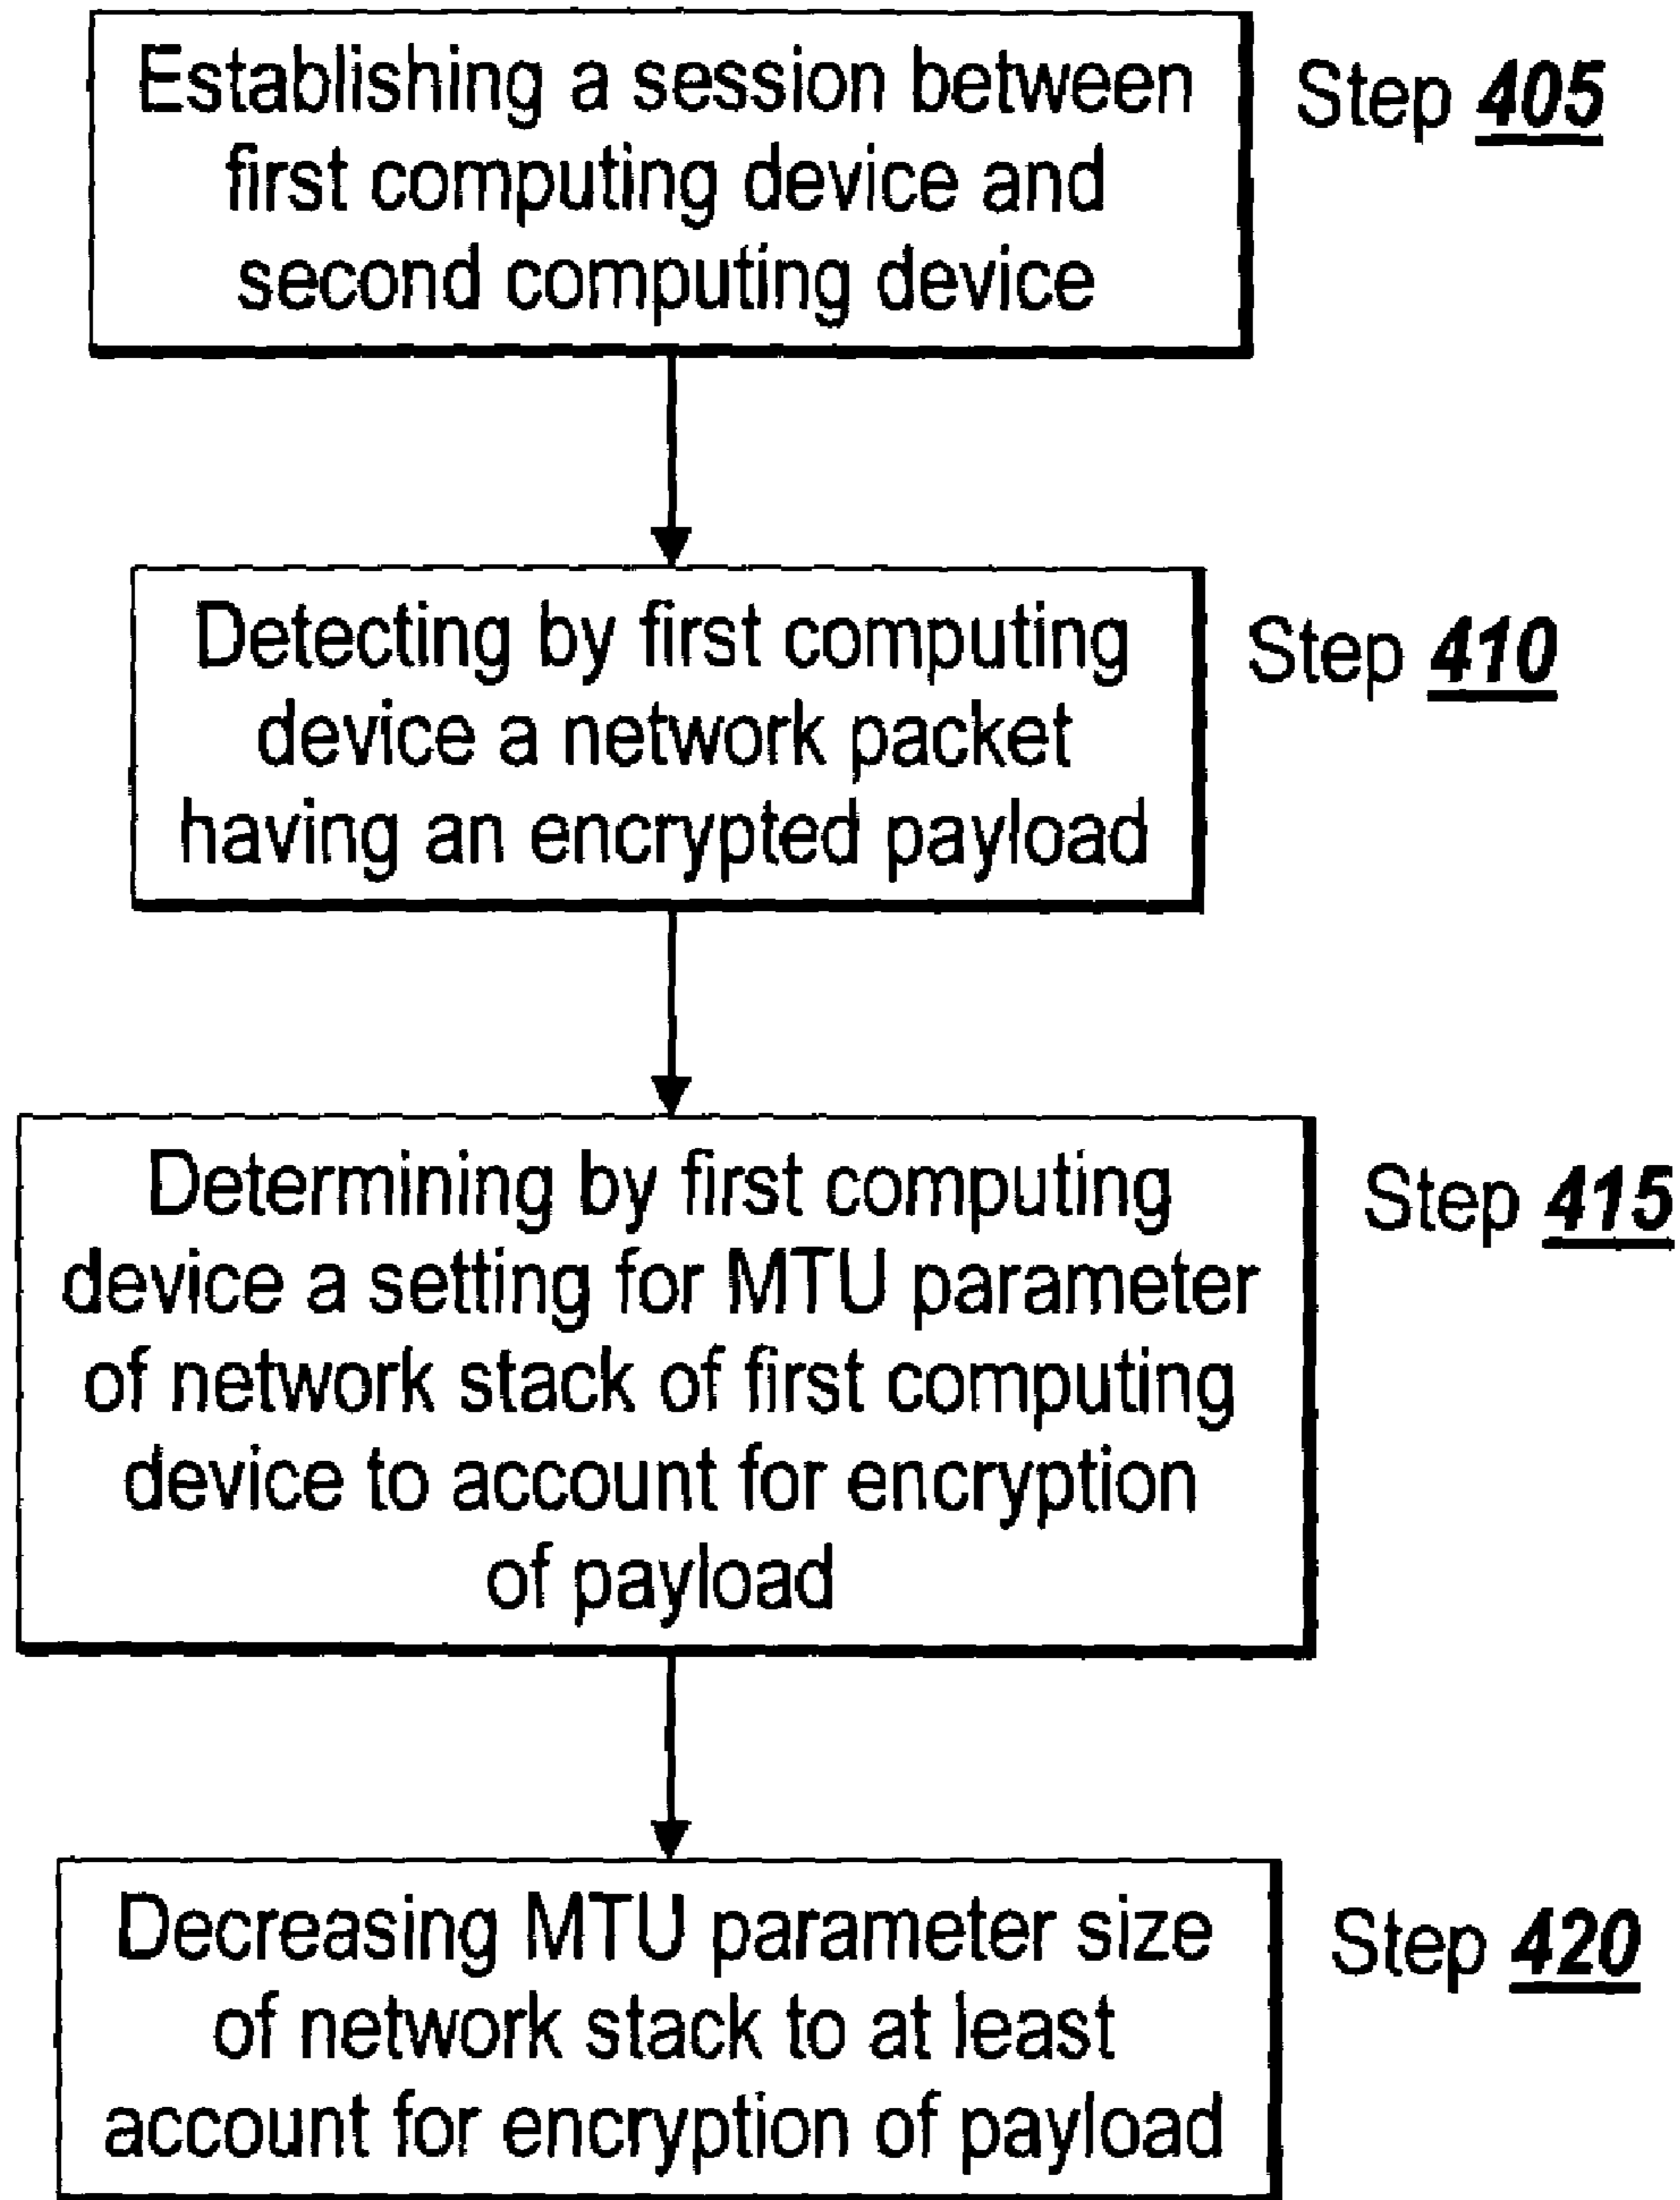 Establishing a session between
first computing device and
second computing device
Step 405
Detecting by first computing
device a network packet
having an encrypted payload
Step 410
Determining by first computing
device a setting for MTU parameter
of network stack of first computing
device to account for encryption
of payload
Step 415
Decreasing MTU parameter size
of network stack to at least
account for encryption of payload
Step 420